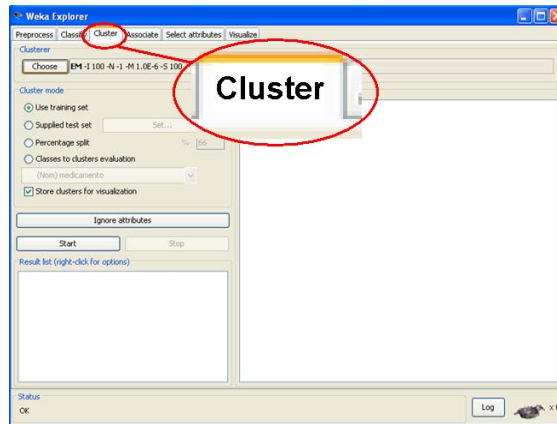 Weka Explorer
Preprocess Classify Cluster Associate Select attributes Visualize
Clusterer
Choose EM -I 100 -N -1 -M 1.0E-6 -S 100
Cluster
Cluster mode
Use training set
Supplied test set Set...
Percentage split % 66
Classes to clusters evaluation
(Nom) medicamento
Store clusters for visualization
Ignore attributes
Start Stop
Result list (right-click for options)
Status
OK
Log x